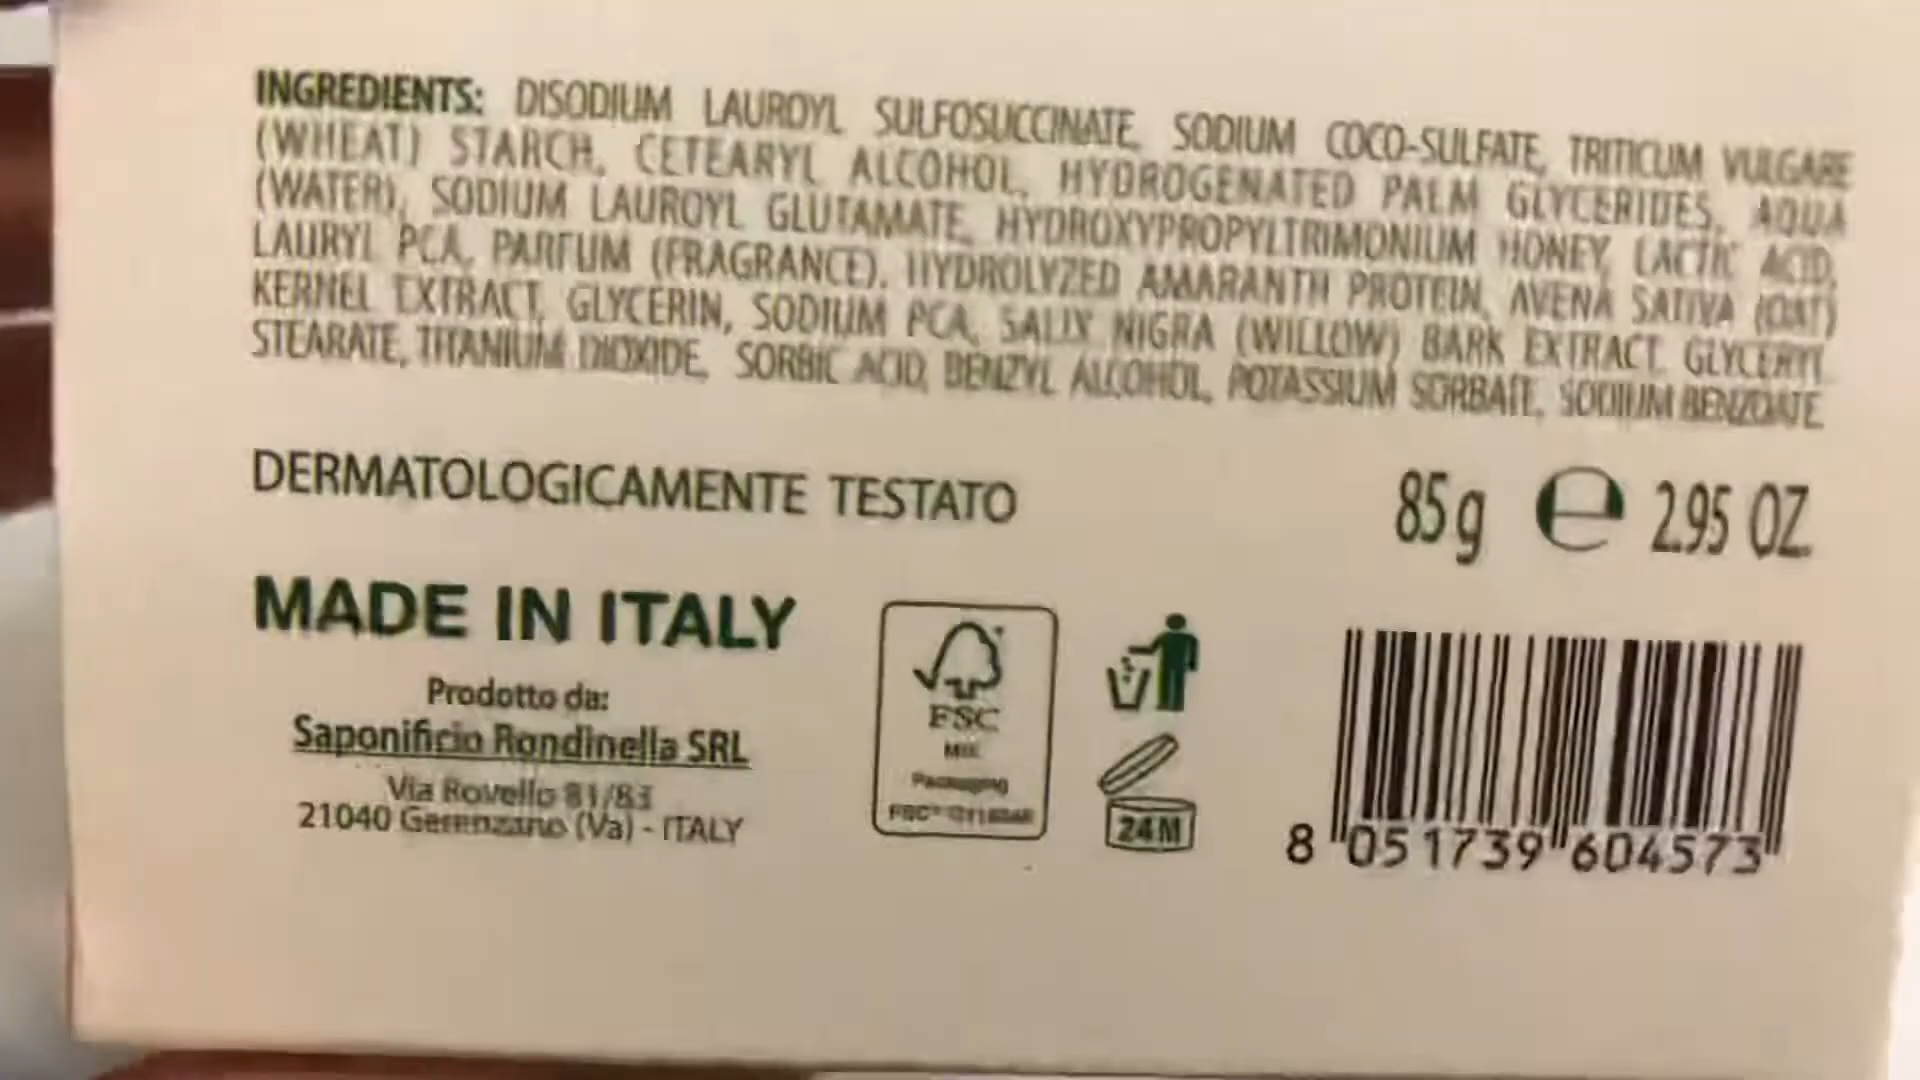 INGREDIENTS: DISODIUM LAUROYL SULFOSUCCINATE, SODIUM COCO-SULFATE, TRITICUM VULGARE
(WHEAT) STARCH, CETEARYL ALCOHOL, HYDROGENATED PALM GLYCERIDES, AQUA
(WATER), SODIUM LAUROYL GLUTAMATE, HYDROXYPROPYLTRIMONIUM HONEY, LACTIC ACID,
LAURYL PCA, PARFUM (FRAGRANCE), HYDROLYZED AMARANTH PROTEIN, AVENA SATIVA (OAT)
KERNEL EXTRACT, GLYCERIN, SODIUM PCA, SALIX NIGRA (WILLOW) BARK EXTRACT, GLYCERYL
STEARATE, TITANIUM DIOXIDE, SORBIC ACID, BENZYL ALCOHOL, POTASSIUM SORBATE, SODIUM BENZOATE
DERMATOLOGICAMENTE TESTATO
85 g e 2.95 OZ
MADE IN ITALY
Prodotto da:
Saponificio Rondinella SRL
Via Rovello 81/83
21040 Gerenzano (Va) - ITALY
FSC
MIX
Packaging
24 M
8 051739 604573